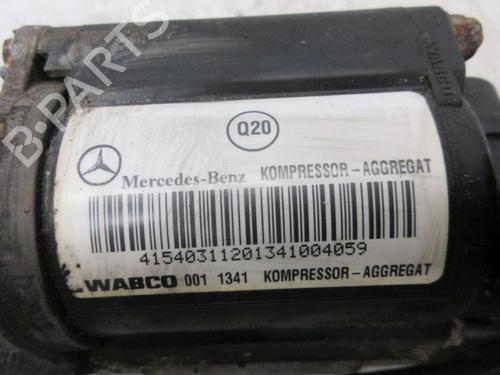 Q20
Mercedes-Benz KOMPRESSOR-AGGREGAT
41540311201341004059
WABCO 001 1341 KOMPRESSOR-AGGREGAT
B-PARTS